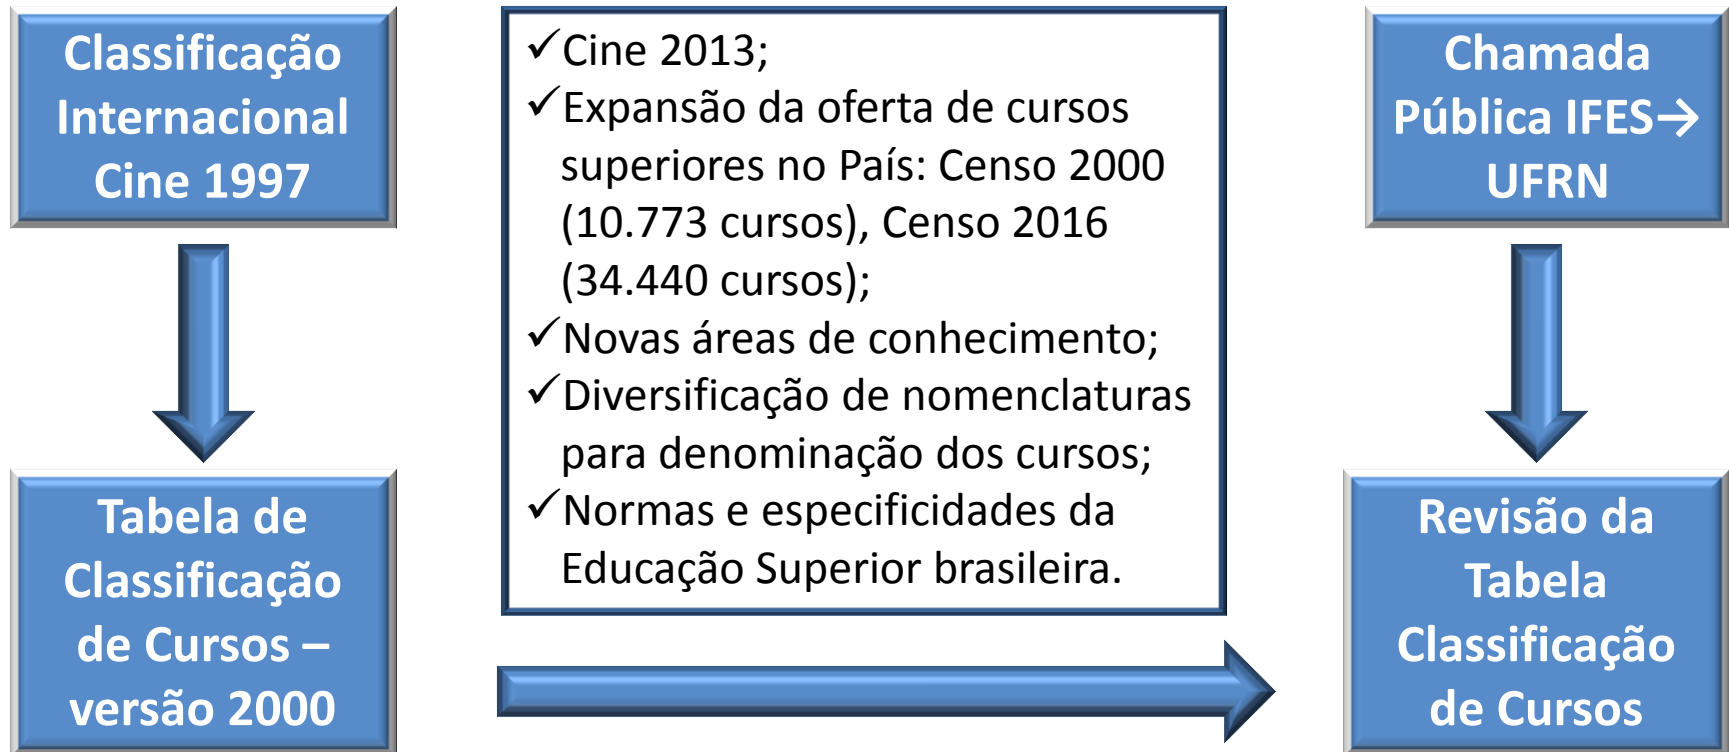 Classificação
Internacional
Cine 1997
Tabela de
Classificação
de Cursos –
versão 2000
✓Cine 2013;
✓Expansão da oferta de cursos
superiores no País: Censo 2000
(10.773 cursos), Censo 2016
(34.440 cursos);
✓Novas áreas de conhecimento;
✓Diversificação de nomenclaturas
para denominação dos cursos;
✓Normas e especificidades da
Educação Superior brasileira.
Chamada
Pública IFES→
UFRN
Revisão da
Tabela
Classificação
de Cursos